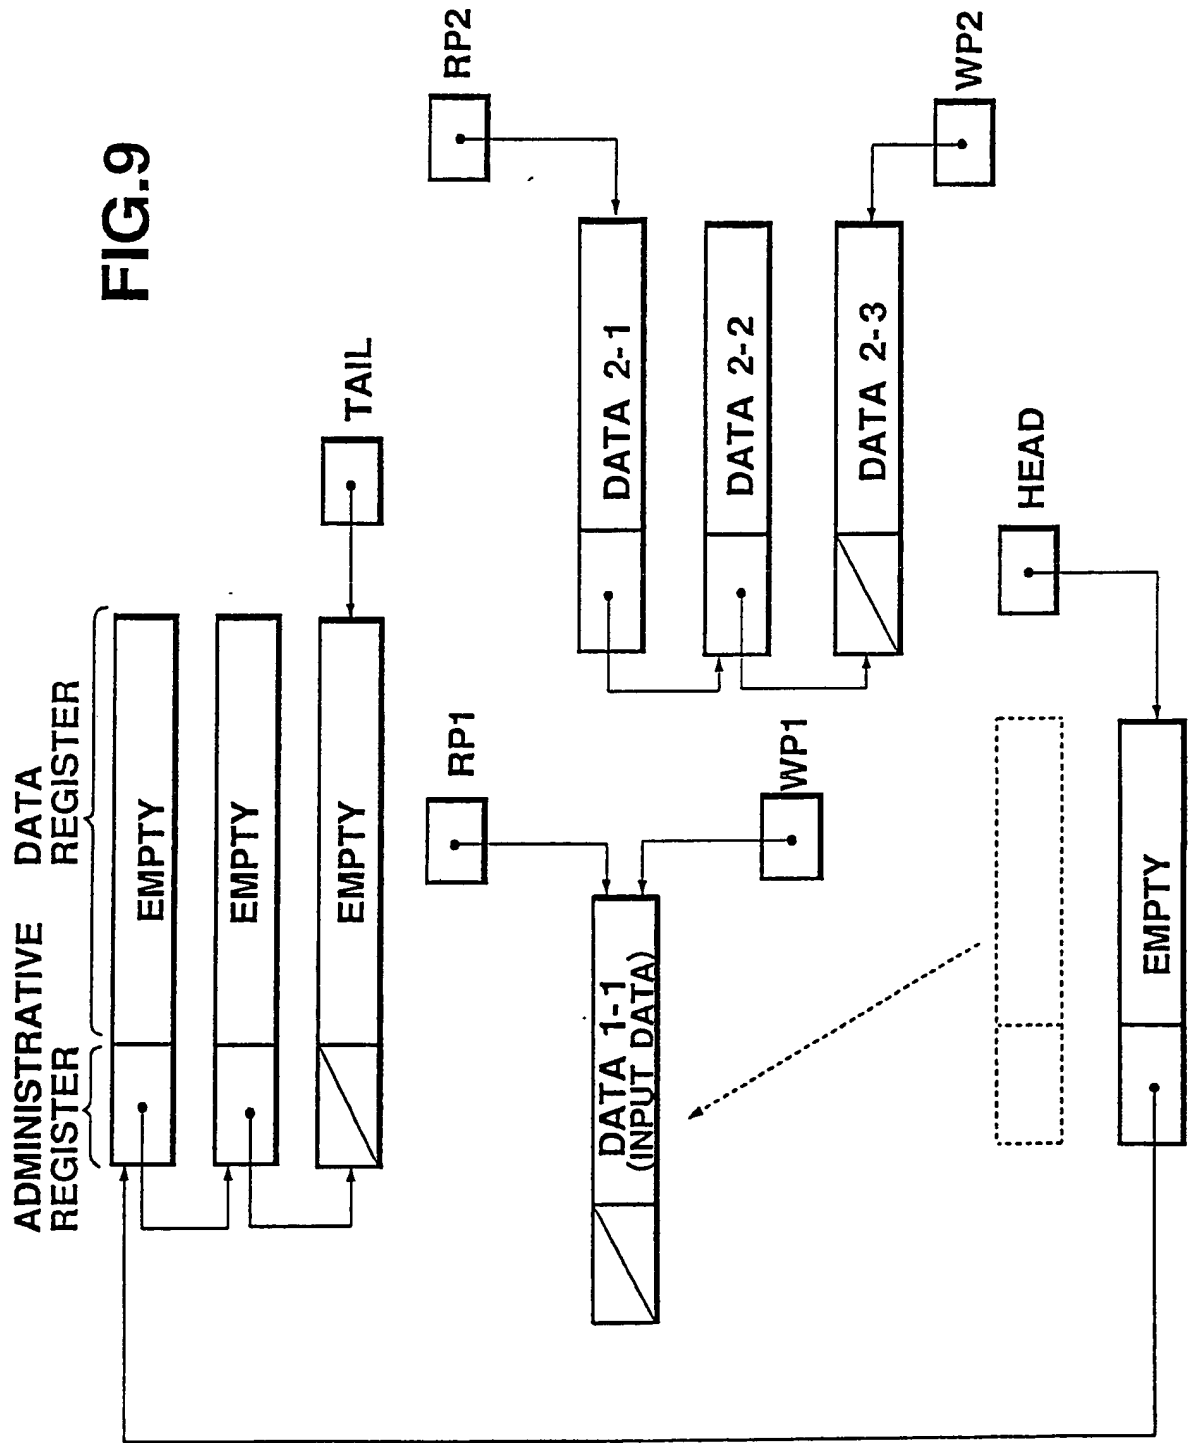 FIG.9
ADMINISTRATIVE
REGISTER
DATA
REGISTER
EMPTY
EMPTY
EMPTY
TAIL
RP1
WP1
DATA 1-1
(INPUT DATA)
RP2
DATA 2-1
DATA 2-2
DATA 2-3
WP2
HEAD
EMPTY